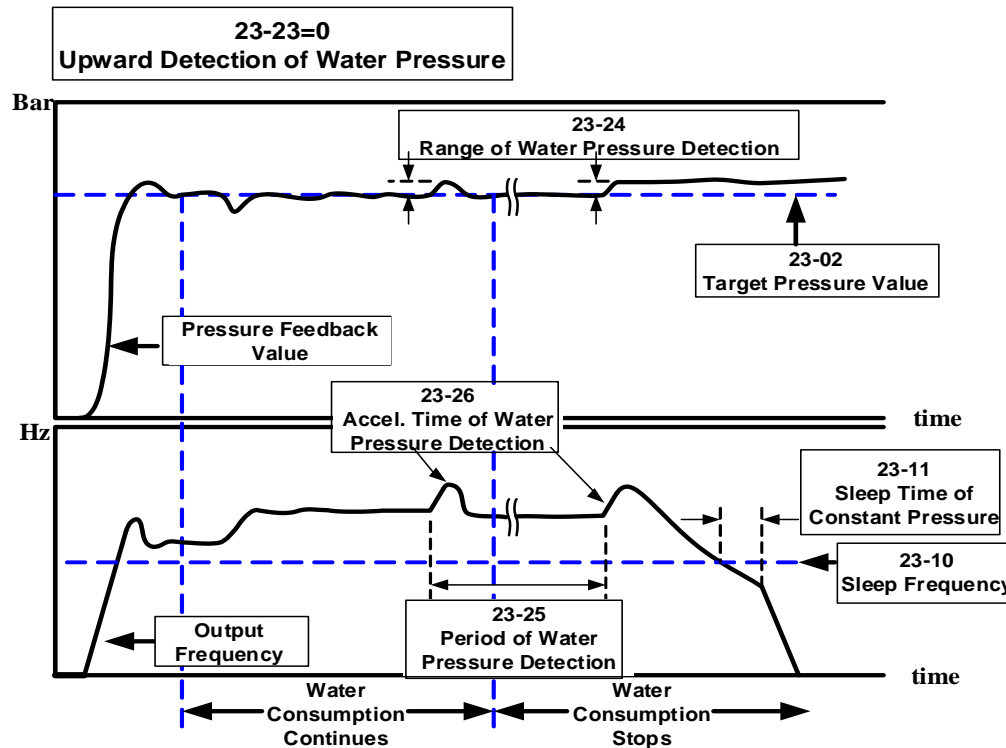 23-23=0
Upward Detection of Water Pressure
Bar
23-24
Range of Water Pressure Detection
23-02
Target Pressure Value
Pressure Feedback
Value
time
Hz
23-26
Accel. Time of Water
Pressure Detection
23-11
Sleep Time of
Constant Pressure
23-10
Sleep Frequency
23-25
Period of Water
Pressure Detection
Output
Frequency
time
Water
Consumption
Continues
Water
Consumption
Stops